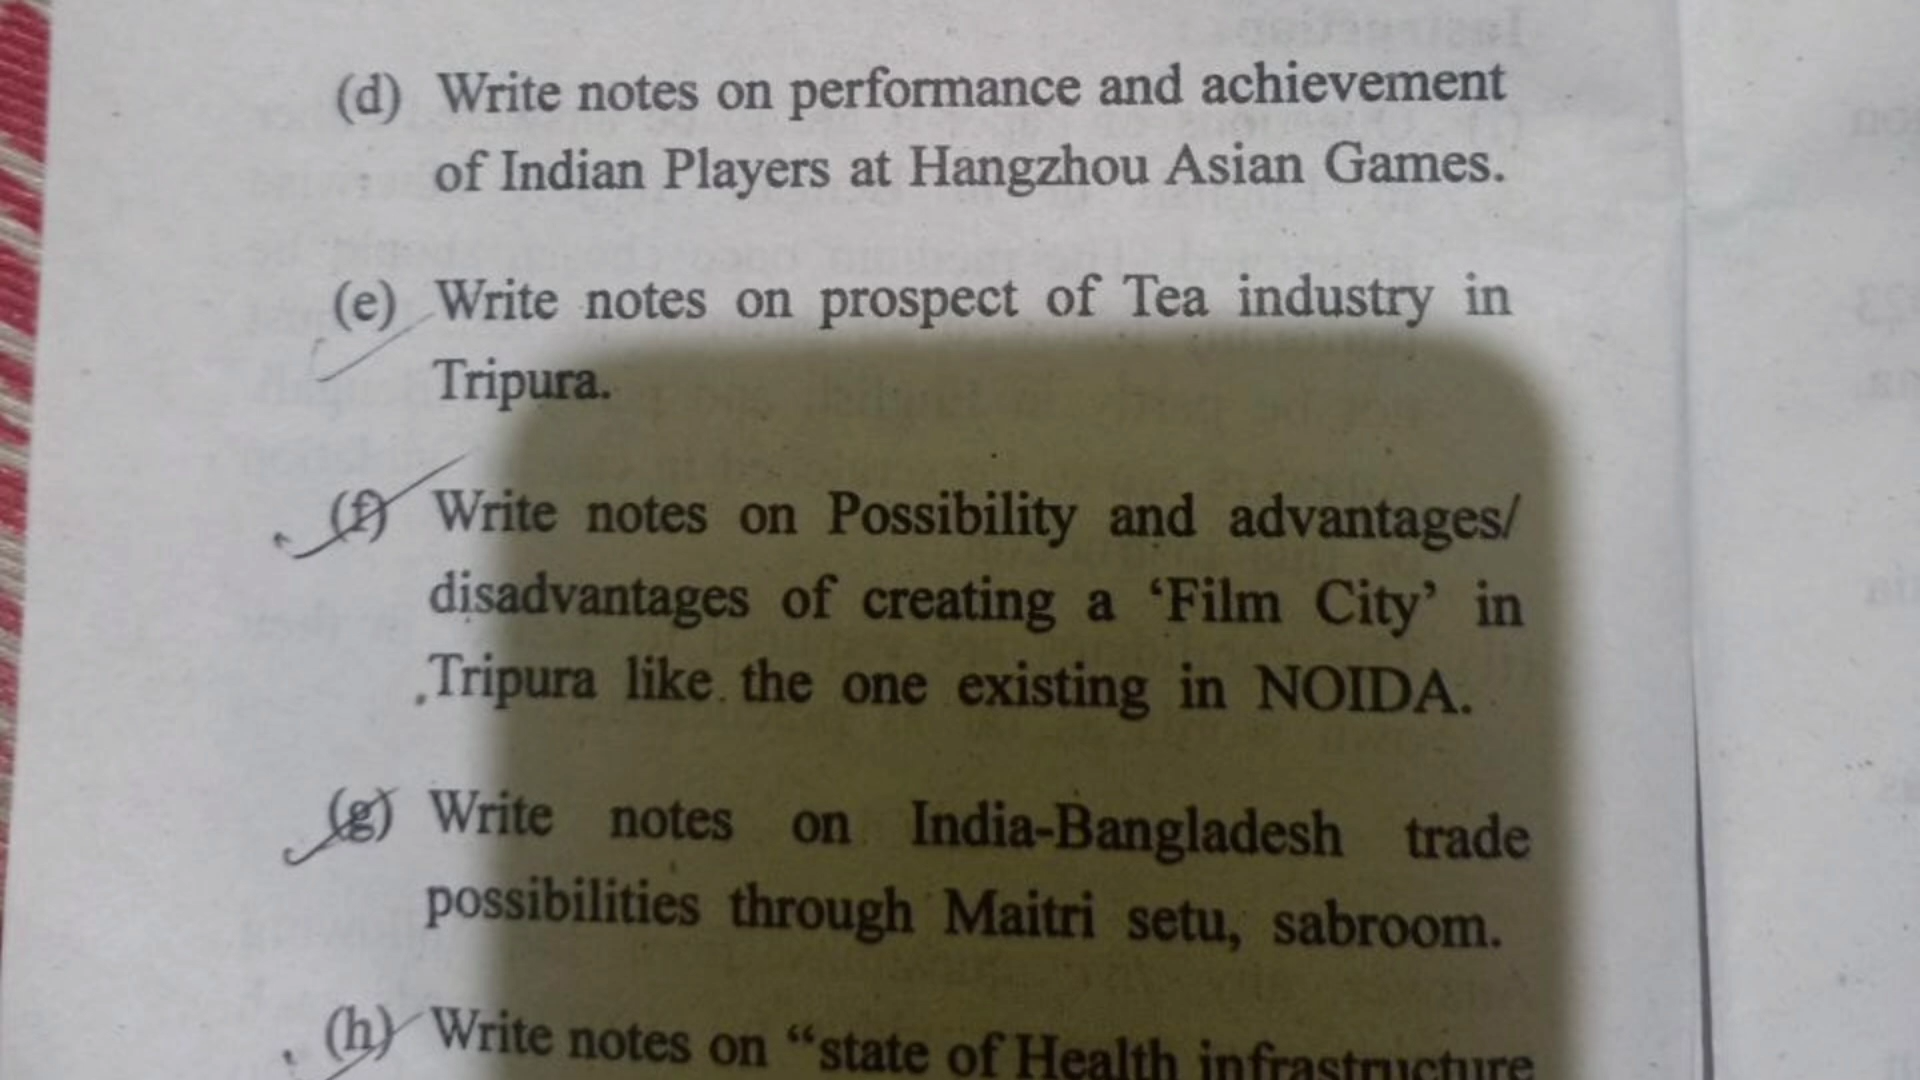 (d) Write notes on performance and achievement
of Indian Players at Hangzhou Asian Games.
(e) Write notes on prospect of Tea industry in
Tripura.
(f) Write notes on Possibility and advantages/
disadvantages of creating a ‘Film City’ in
Tripura like the one existing in NOIDA.
(g) Write notes on India-Bangladesh trade
possibilities through Maitri setu, sabroom.
(h) Write notes on “state of Health infrastructure